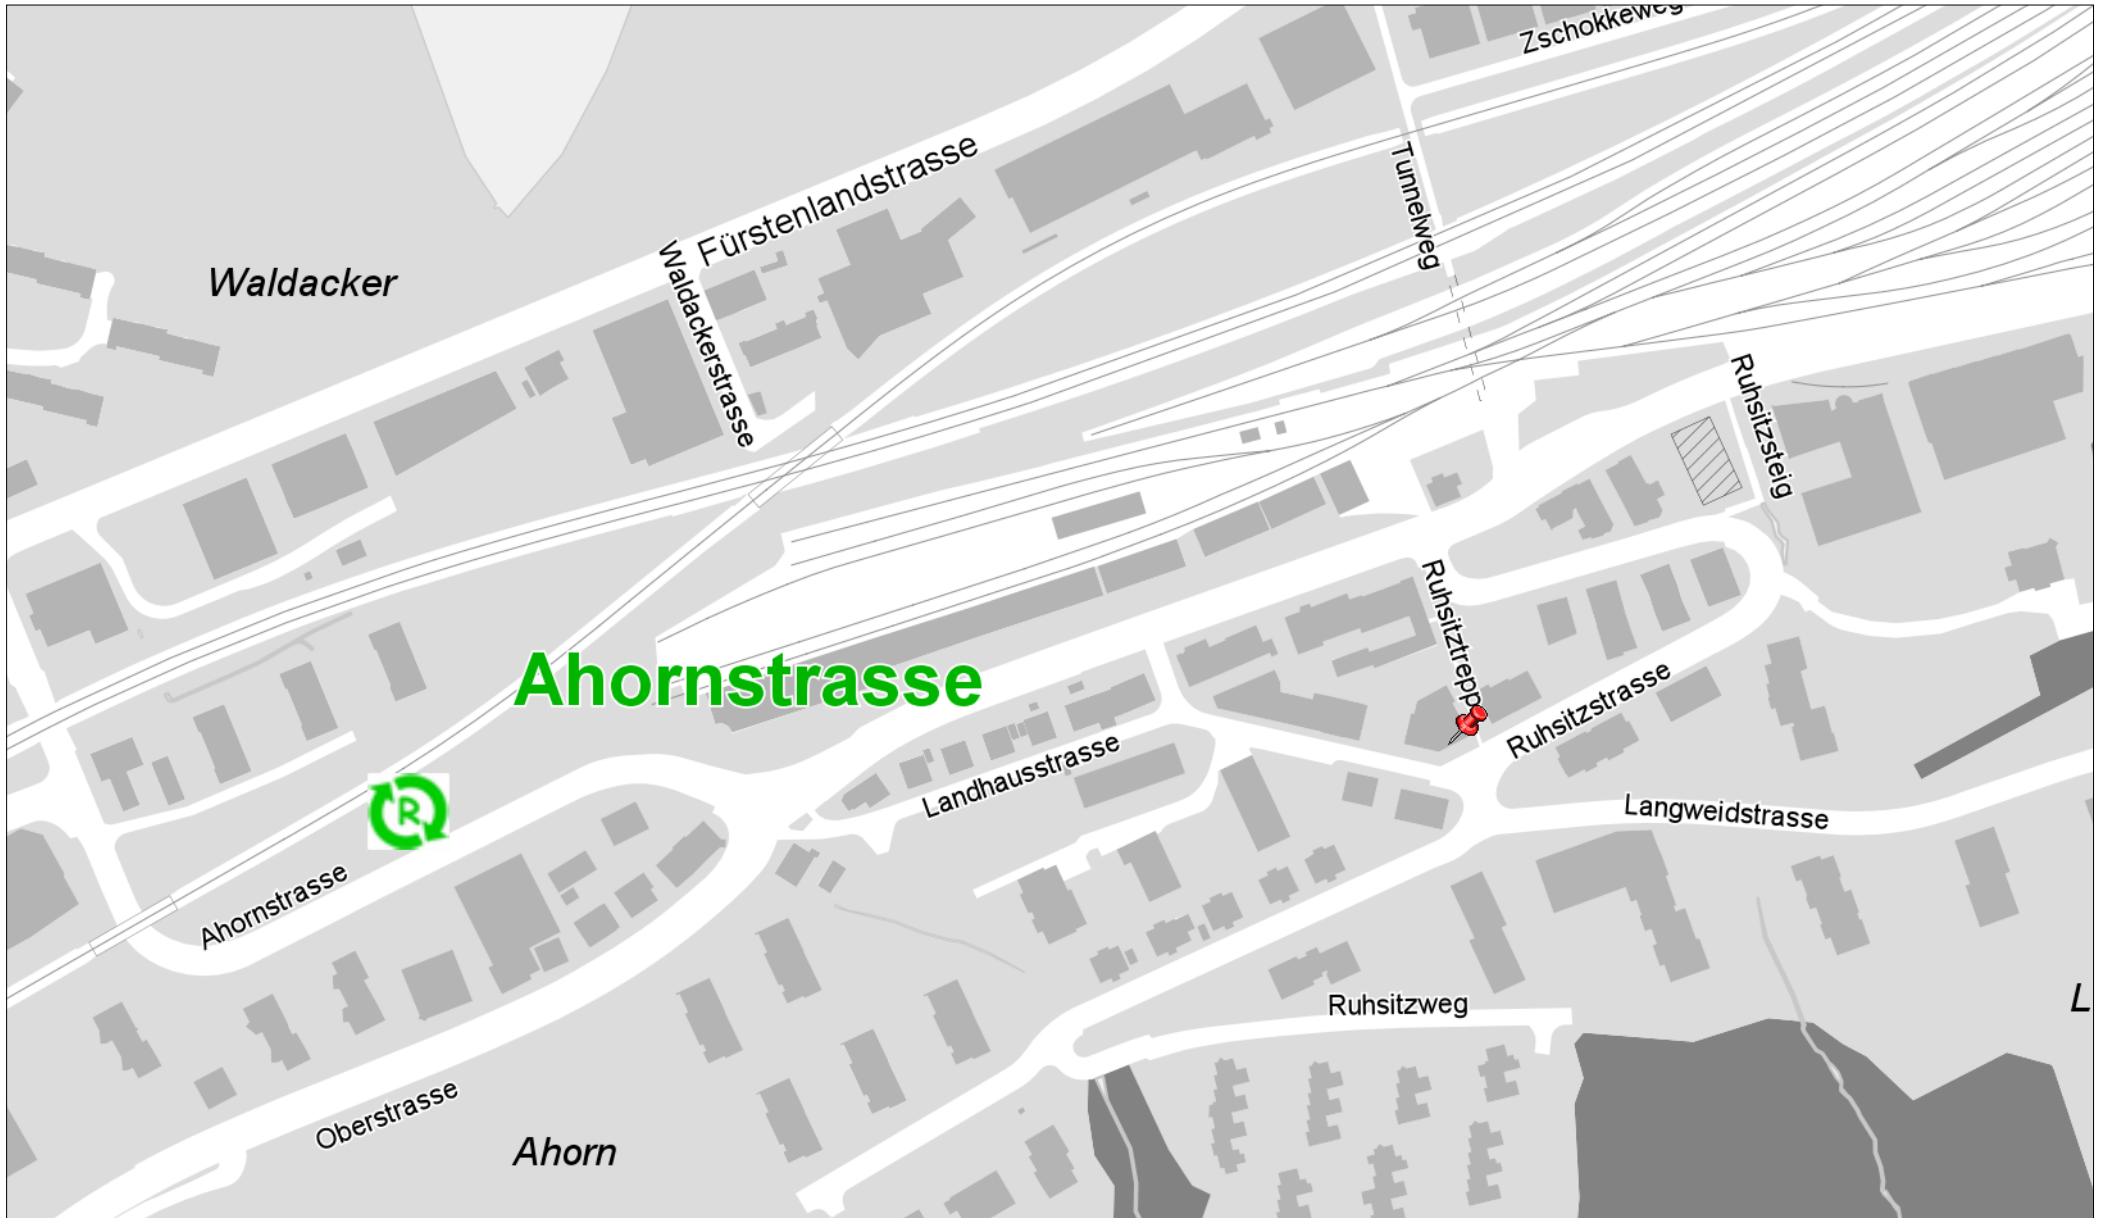 Zschokkeweg
Tunnelweg
Fürstenlandstrasse
Waldacker
Waldackerstrasse
Ruhsitzsteig
Ruhsitztrepp
Ahornstrasse
Ruhsitzstrasse
Landhausstrasse
R
Langweidstrasse
Ahornstrasse
L
Ruhsitzweg
Oberstrasse
Ahorn